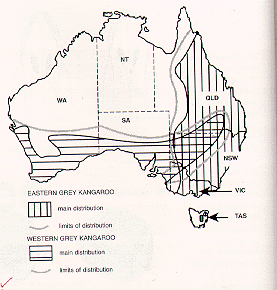 NT
WA
QLD
SA
NSW
VIC
TAS
EASTERN GREY KANGAROO
main distribution
limits of distribution
WESTERN GREY KANGAROO
main distribution
limits of distribution